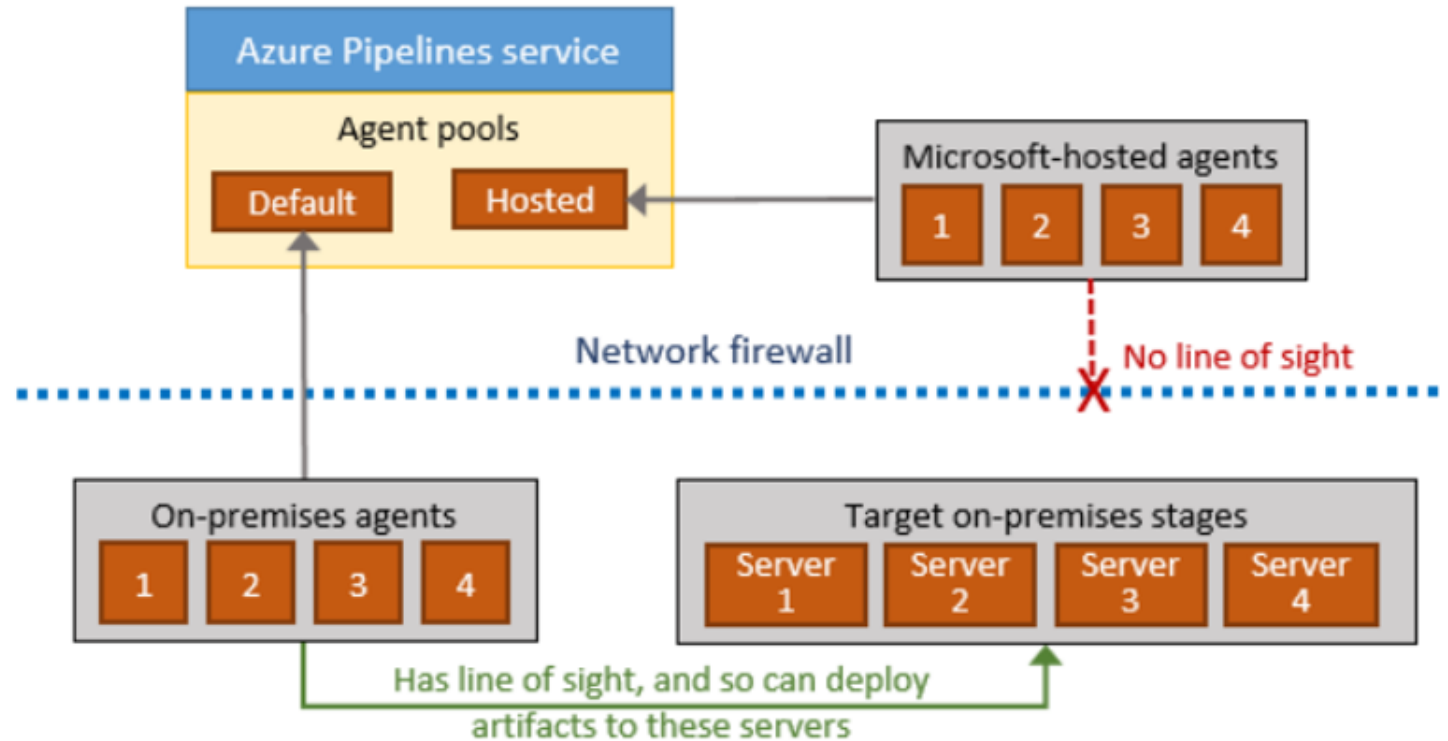 Azure Pipelines service
Agent pools
Default
Hosted
Microsoft-hosted agents
1
2
3
4
Network firewall
No line of sight
X
On-premises agents
1
2
3
4
Target on-premises stages
Server
1
Server
2
Server
3
Server
4
Has line of sight, and so can deploy
artifacts to these servers